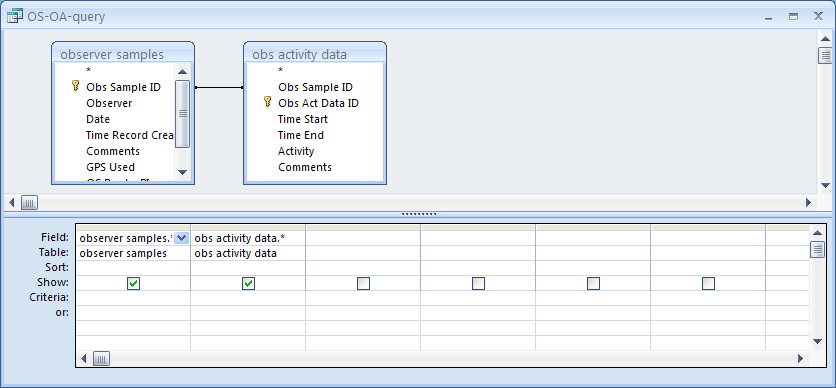 OS-OA-query
observer samples
*
Obs Sample ID
Observer
Date
Time Record Crea
Comments
GPS Used
obs activity data
*
Obs Sample ID
Obs Act Data ID
Time Start
Time End
Activity
Comments
Field: observer samples.* obs activity data.*
Table: observer samples obs activity data
Sort:
Show:
Criteria:
or: